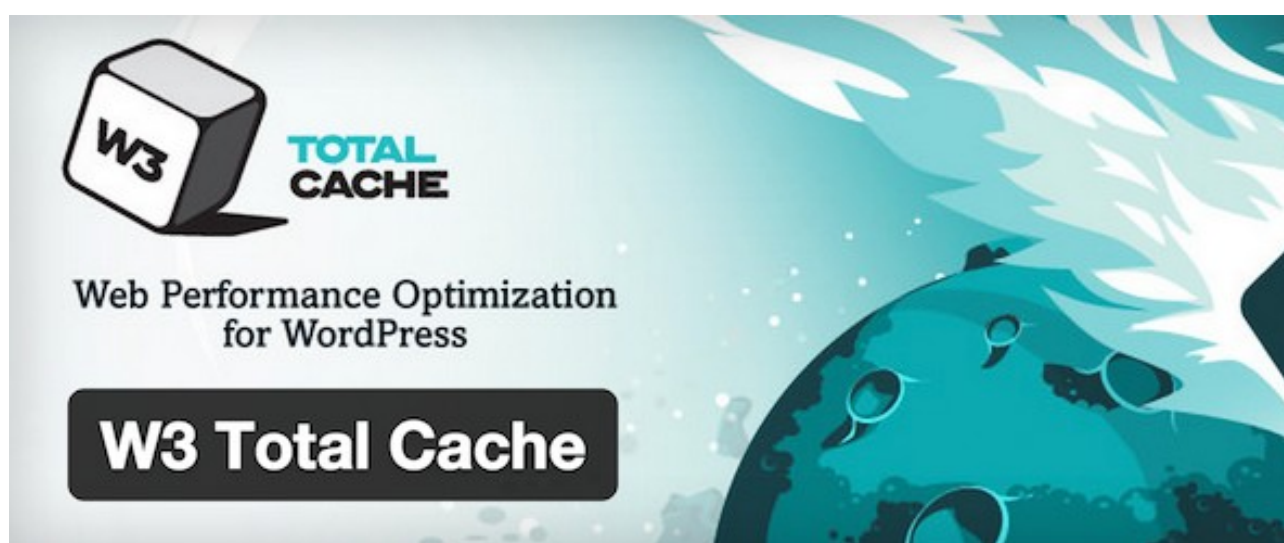 W3
TOTAL
CACHE
Web Performance Optimization
for WordPress
W3 Total Cache